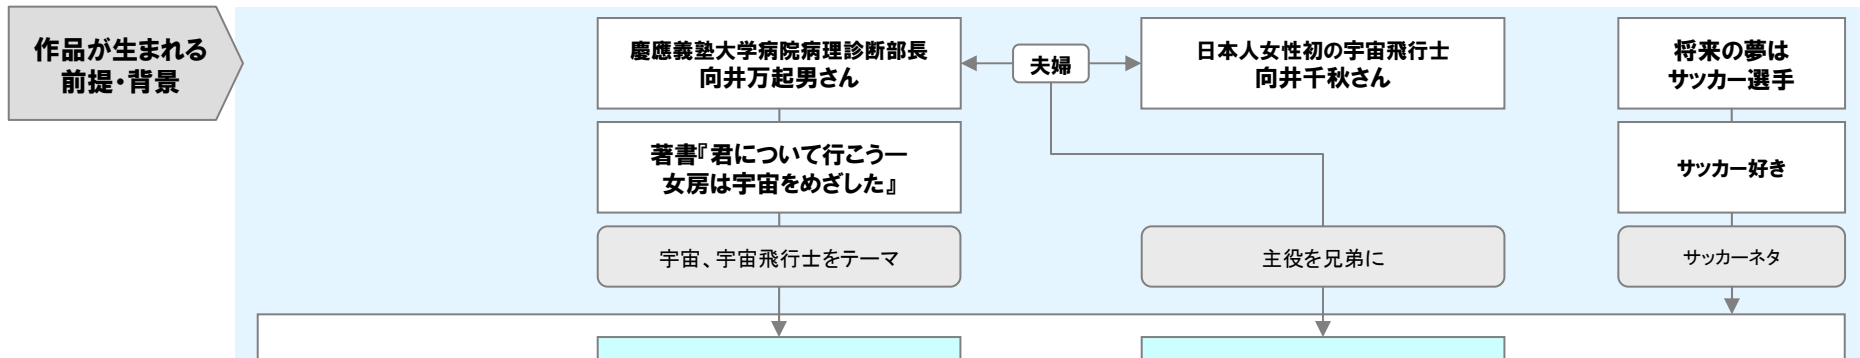 作品が生まれる
前提・背景
慶應義塾大学病院病理診断部長
向井万起男さん
夫婦
日本人女性初の宇宙飛行士
向井千秋さん
将来の夢は
サッカー選手
著書『君について行こうー
女房は宇宙をめざした』
サッカー好き
宇宙、宇宙飛行士をテーマ
主役を兄弟に
サッカーネタ